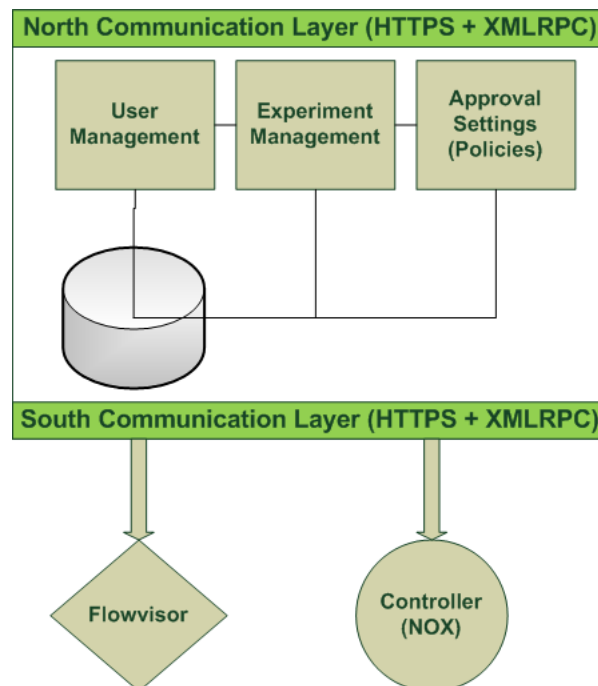 North Communication Layer (HTTPS + XMLRPC)
User
Management
Experiment
Management
Approval
Settings
(Policies)
South Communication Layer (HTTPS + XMLRPC)
Flowvisor
Controller
(NOX)